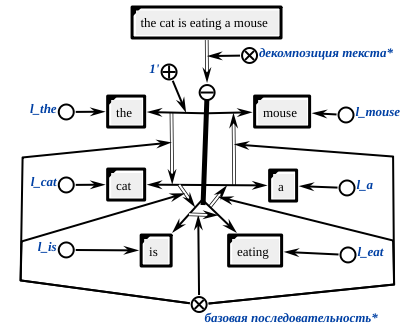 the cat is eating a mouse
декомпозиция текста*
1'
l_the
the
mouse
l_mouse
l_cat
cat
a
l_a
l_is
is
eating
l_eat
базовая последовательность*